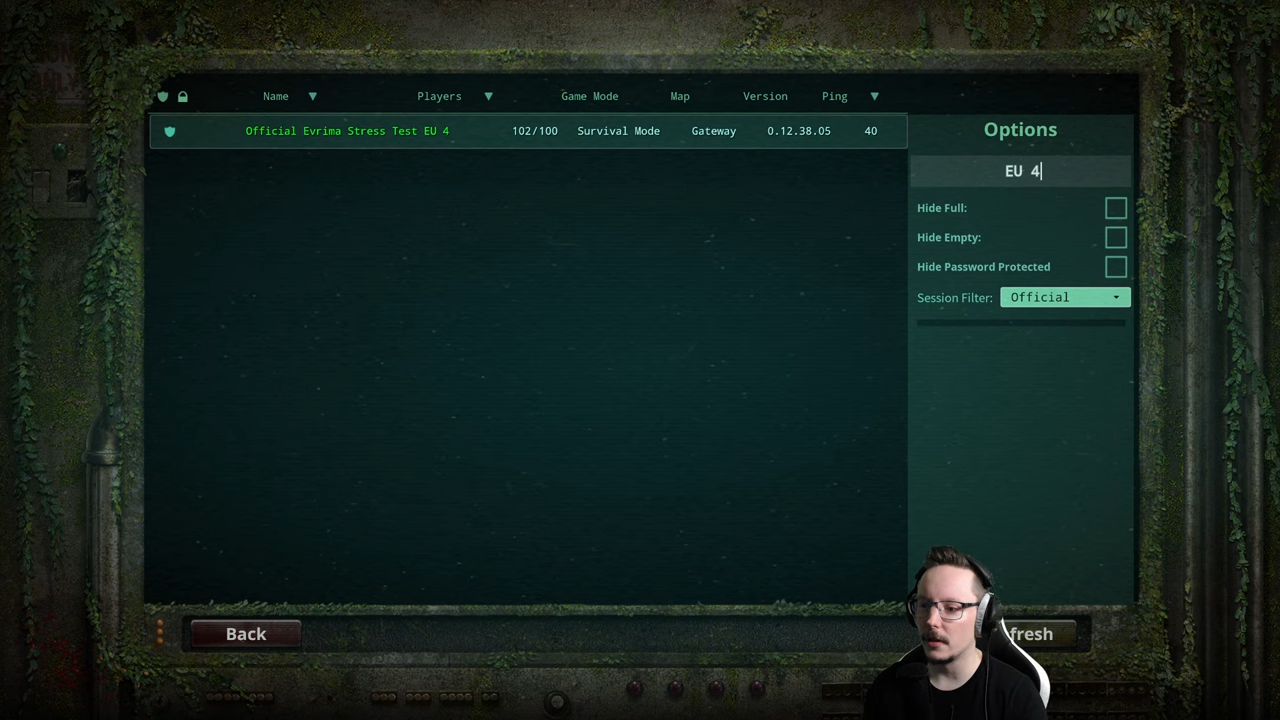 Name Players Game Mode Map Version Ping
Official Evrima Stress Test EU 4 102/100 Survival Mode Gateway 0.12.38.05 40
Options
EU 4
Hide Full:
Hide Empty:
Hide Password Protected
Session Filter: Official
Back
fresh